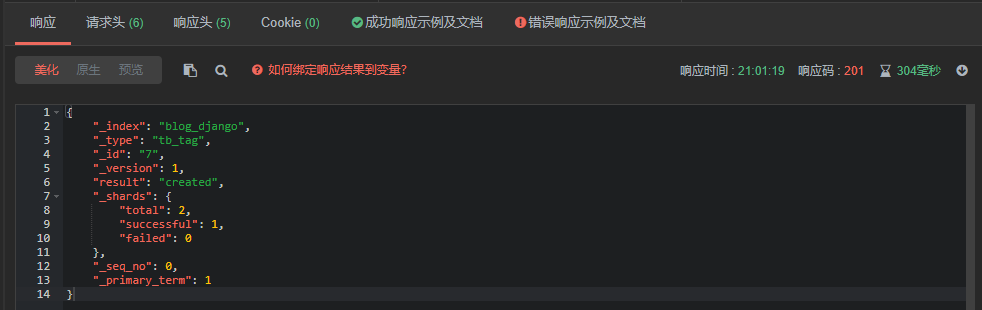 响应 请求头 (6) 响应头 (5) Cookie (0) 成功响应示例及文档 错误响应示例及文档
美化 原生 预览 如何绑定响应结果到变量? 响应时间 : 21:01:19 响应码 : 201 304毫秒
1 {
2 "_index": "blog_django",
3 "_type": "tb_tag",
4 "_id": "7",
5 "_version": 1,
6 "result": "created",
7 "_shards": {
8 "total": 2,
9 "successful": 1,
10 "failed": 0
11 },
12 "_seq_no": 0,
13 "_primary_term": 1
14 }